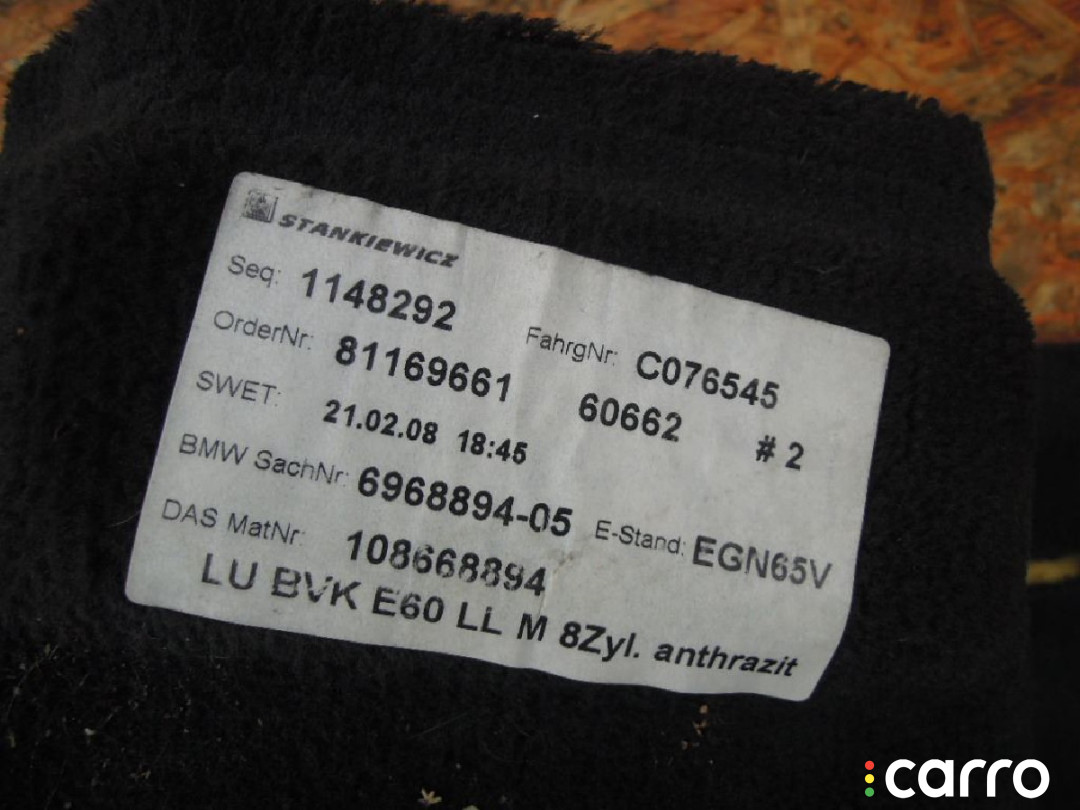 STANKIEWICZ
Seq: 1148292
FahrgNr: C076545
OrderNr: 81169661 60662 # 2
SWET: 21.02.08 18:45
BMW SachNr: 6968894-05 E-Stand: EGN65V
DAS MatNr: 108668894
LU BVK E60 LL M 8Zyl. anthrazit
carro